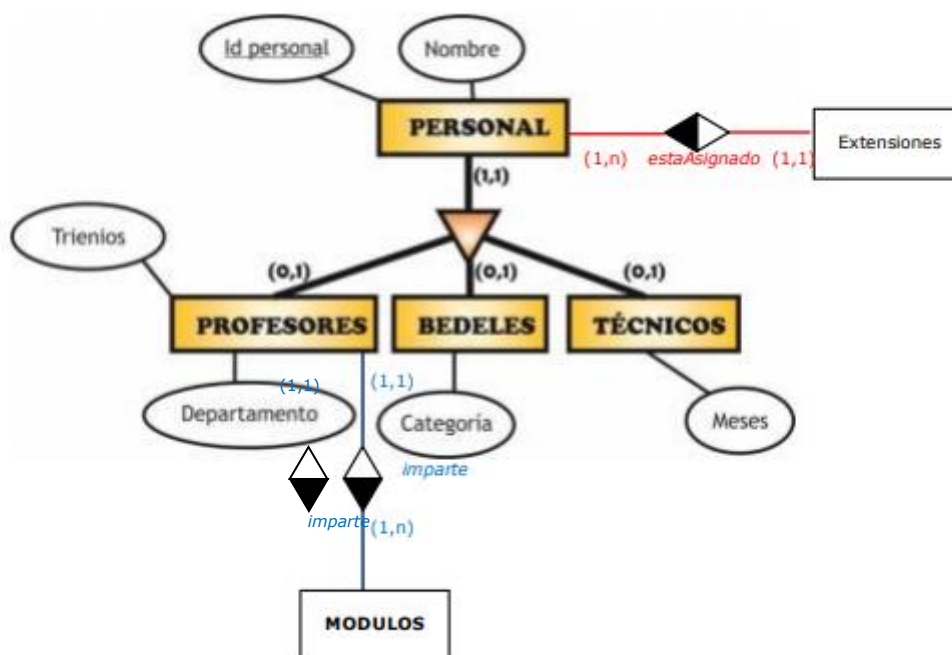 Id personal
Nombre
PERSONAL
Extensiones
(1,n)
estaAsignado
(1,1)
(1,1)
Trienios
(0,1)
(0,1)
(0,1)
PROFESORES
BEDELES
TÉCNICOS
(1,1)
(1,1)
Departamento
Categoría
Meses
imparte
imparte
(1,n)
MODULOS